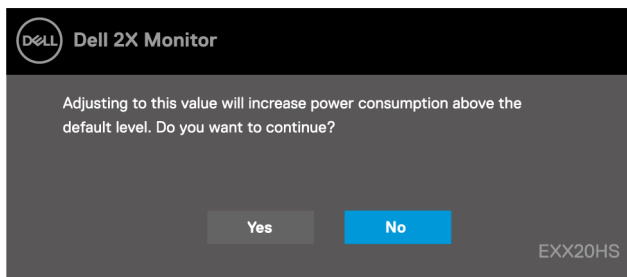 DELL Dell 2X Monitor
Adjusting to this value will increase power consumption above the
default level. Do you want to continue?
Yes No
EXX20HS